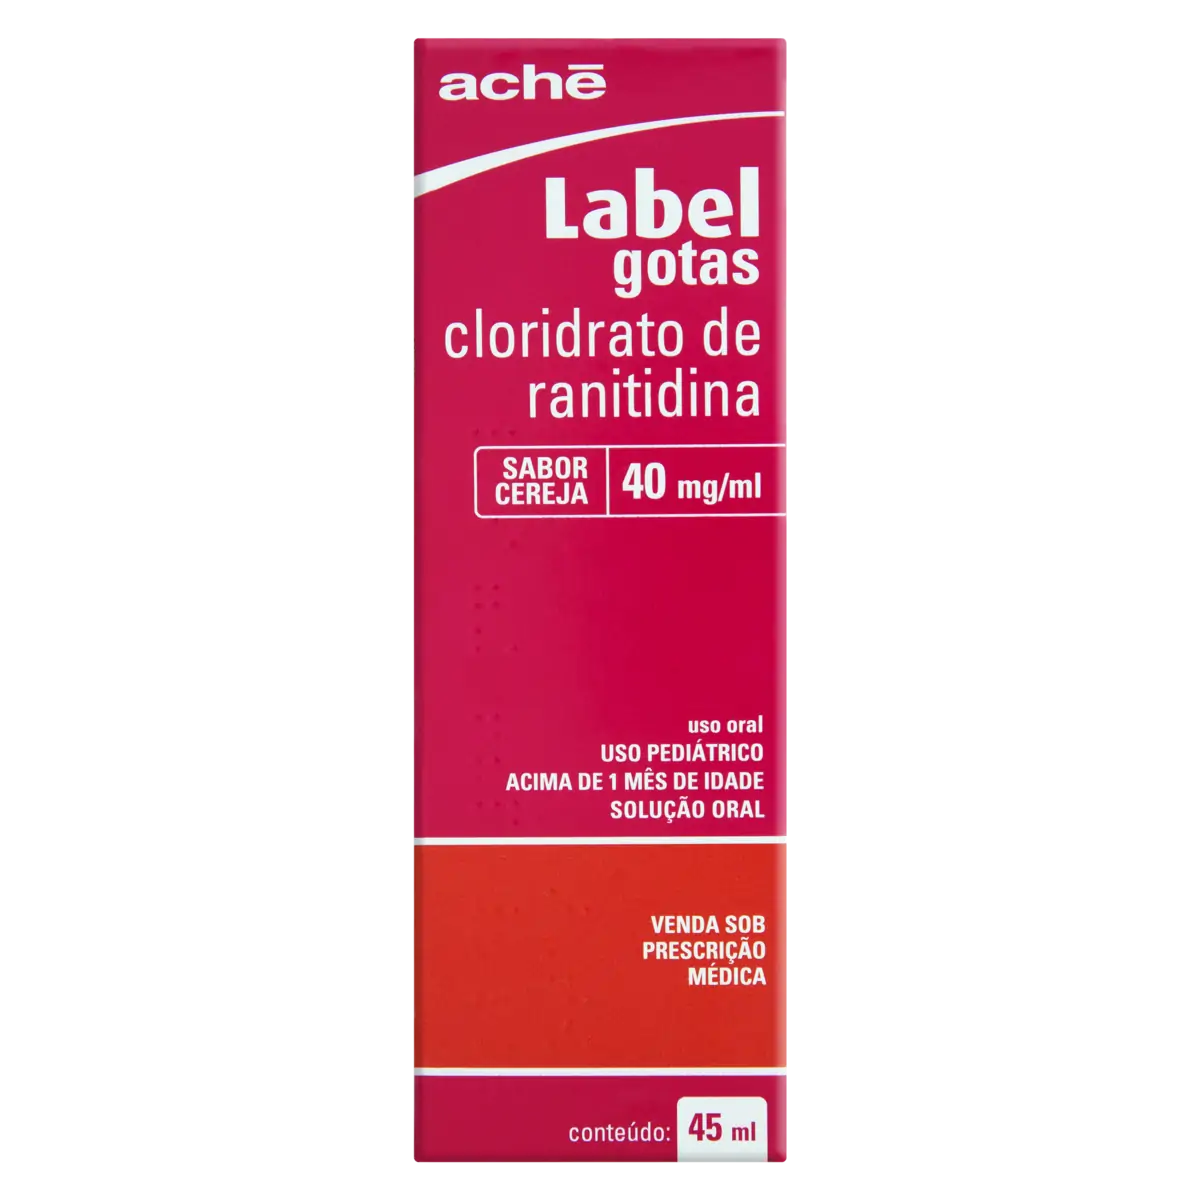 achē
Label
gotas
cloridrato de
ranitidina
SABOR
CEREJA
40 mg/ml
uso oral
USO PEDIÁTRICO
ACIMA DE 1 MÊS DE IDADE
SOLUÇÃO ORAL
VENDA SOB
PRESCRIÇÃO
MÉDICA
conteúdo: 45 ml